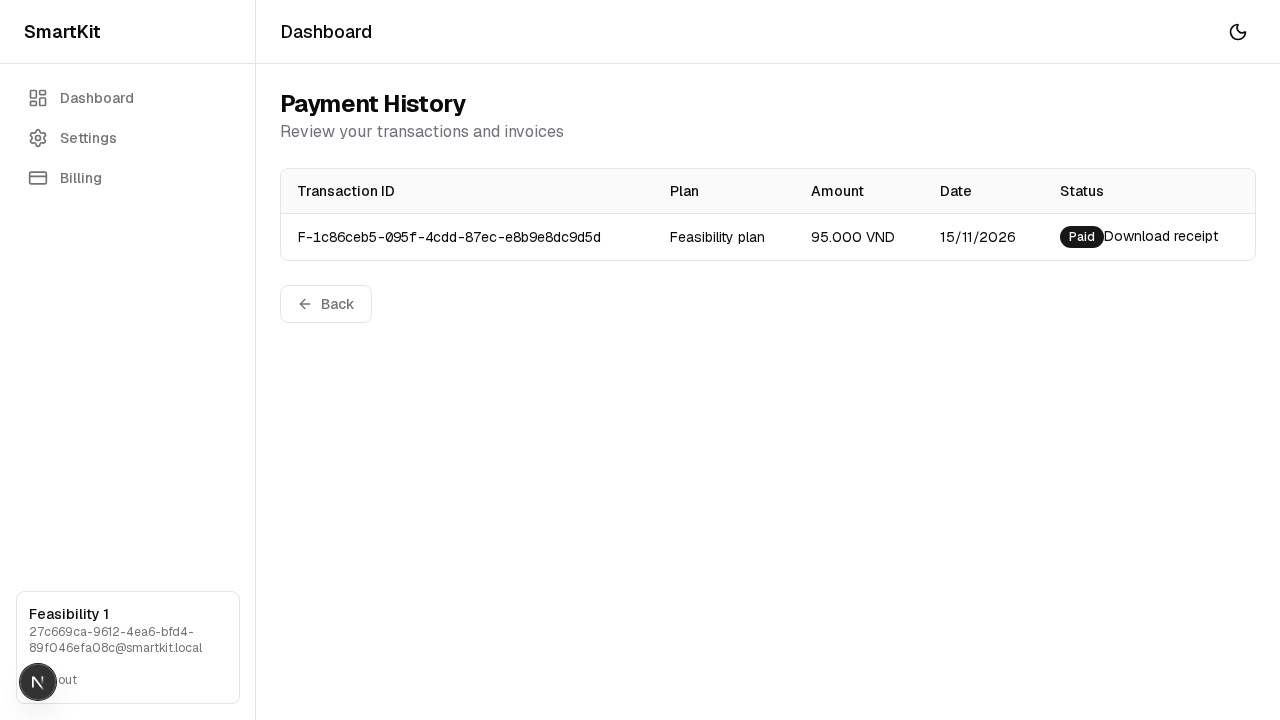 SmartKit
Dashboard
Dashboard
Settings
Billing
Payment History
Review your transactions and invoices
Transaction ID Plan Amount Date Status
F-1c86ceb5-095f-4cdd-87ec-e8b9e8dc9d5d Feasibility plan 95.000 VND 15/11/2026 Paid Download receipt
Back
Feasibility 1
27c669ca-9612-4ea6-bfd4-
89f046efa08c@smartkit.local
N out